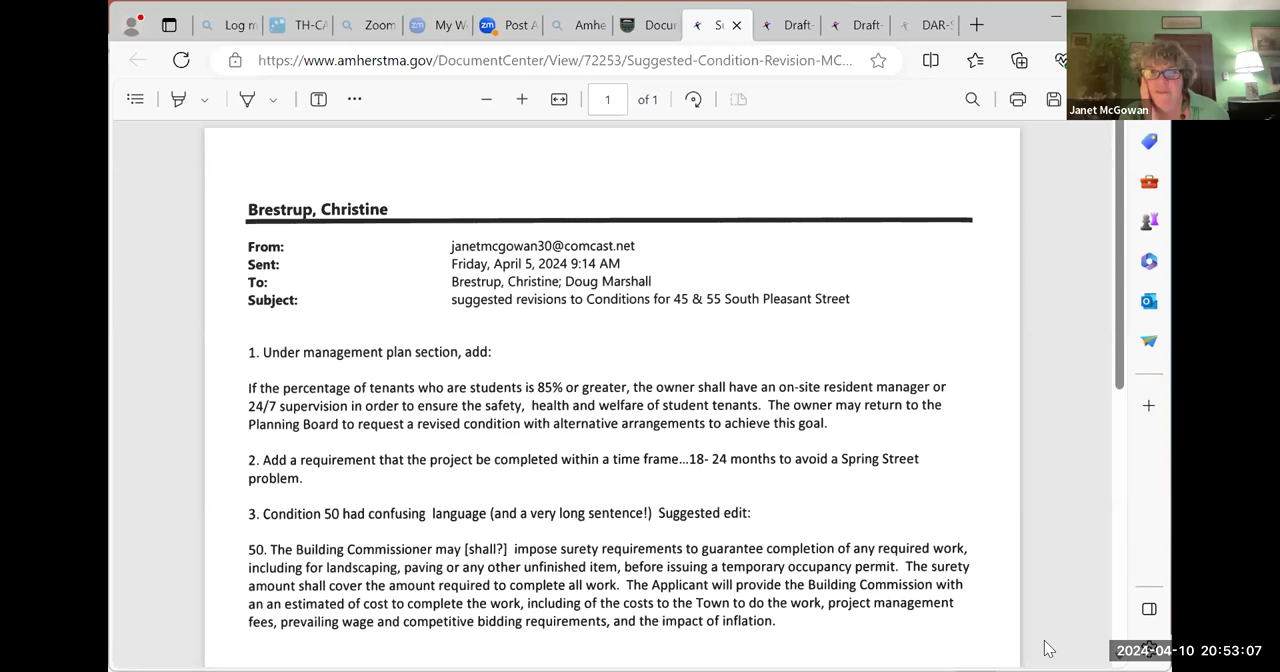 Log n
TH-CA
Zoom
My W
Post A
Amhe
Docu
Su
Draft-
Draft-
DAR-S
https://www.amherstma.gov/DocumentCenter/View/72253/Suggested-Condition-Revision-MC...
1 of 1
Janet McGowan
Brestrup, Christine
From: janetmcgowan30@comcast.net
Sent: Friday, April 5, 2024 9:14 AM
To: Brestrup, Christine; Doug Marshall
Subject: suggested revisions to Conditions for 45 & 55 South Pleasant Street
1. Under management plan section, add:
If the percentage of tenants who are students is 85% or greater, the owner shall have an on-site resident manager or
24/7 supervision in order to ensure the safety, health and welfare of student tenants. The owner may return to the
Planning Board to request a revised condition with alternative arrangements to achieve this goal.
2. Add a requirement that the project be completed within a time frame...18- 24 months to avoid a Spring Street
problem.
3. Condition 50 had confusing language (and a very long sentence!) Suggested edit:
50. The Building Commissioner may [shall?] impose surety requirements to guarantee completion of any required work,
including for landscaping, paving or any other unfinished item, before issuing a temporary occupancy permit. The surety
amount shall cover the amount required to complete all work. The Applicant will provide the Building Commission with
an an estimated of cost to complete the work, including of the costs to the Town to do the work, project management
fees, prevailing wage and competitive bidding requirements, and the impact of inflation.
2024-04-10 20:53:07